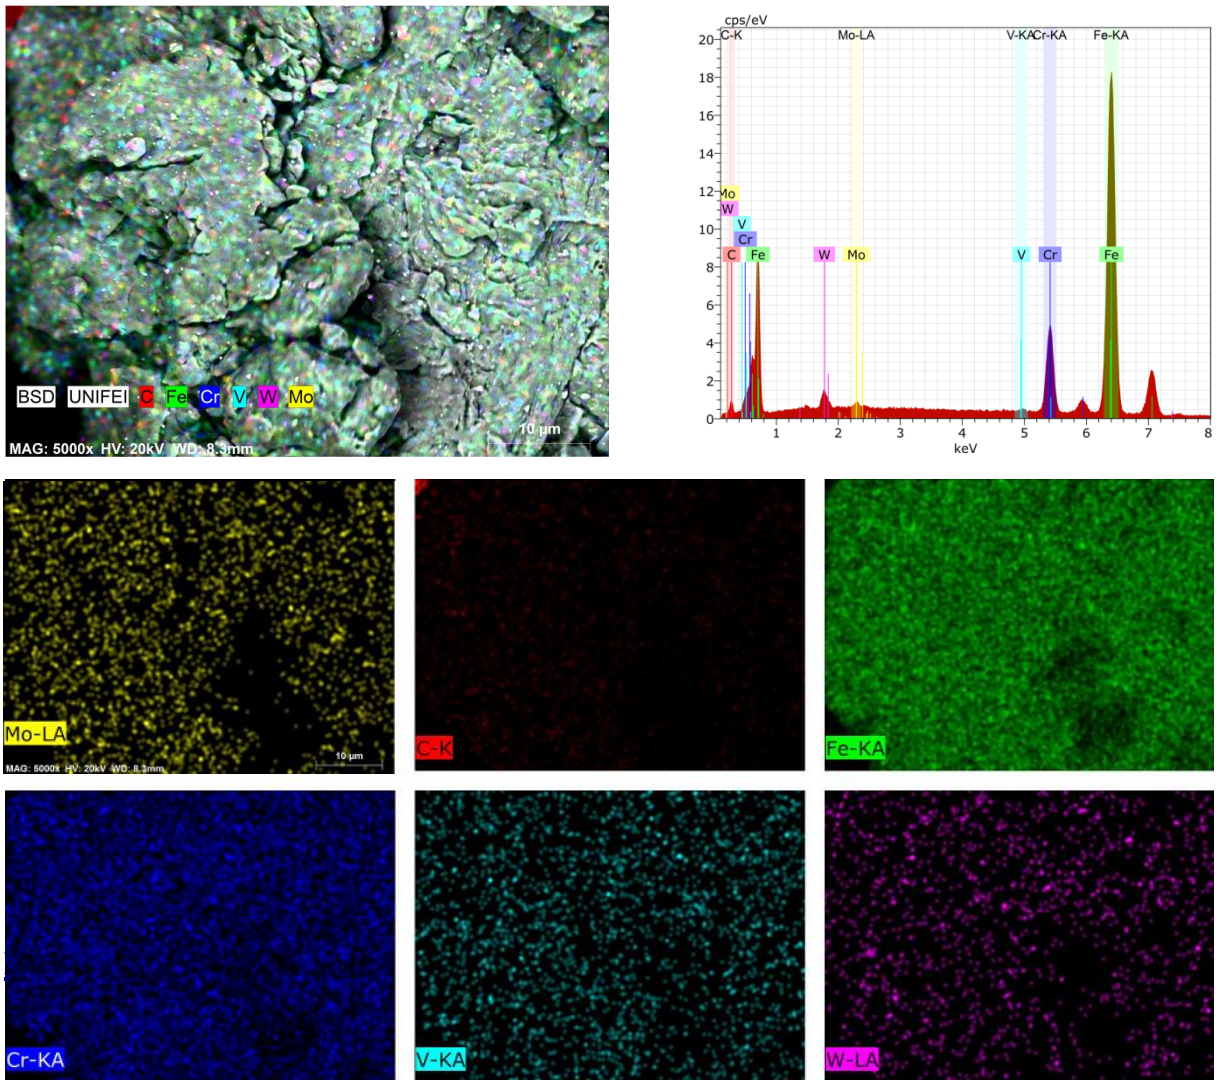 BSD UNIFEI C Fe Cr V W Mo
10 µm
MAG: 5000x HV: 20kV WD: 8.3mm
cps/eV
C-K Mo-LA V-KA Cr-KA Fe-KA
20
18
16
14
12
10
8
6
4
2
0
Mo
W
V
Cr
C Fe W Mo V Cr Fe
1 2 3 4 5 6 7 8
keV
Mo-LA
10 µm
MAG: 5000x HV: 20kV WD: 8.3mm
C-K
Fe-KA
Cr-KA
V-KA
W-LA